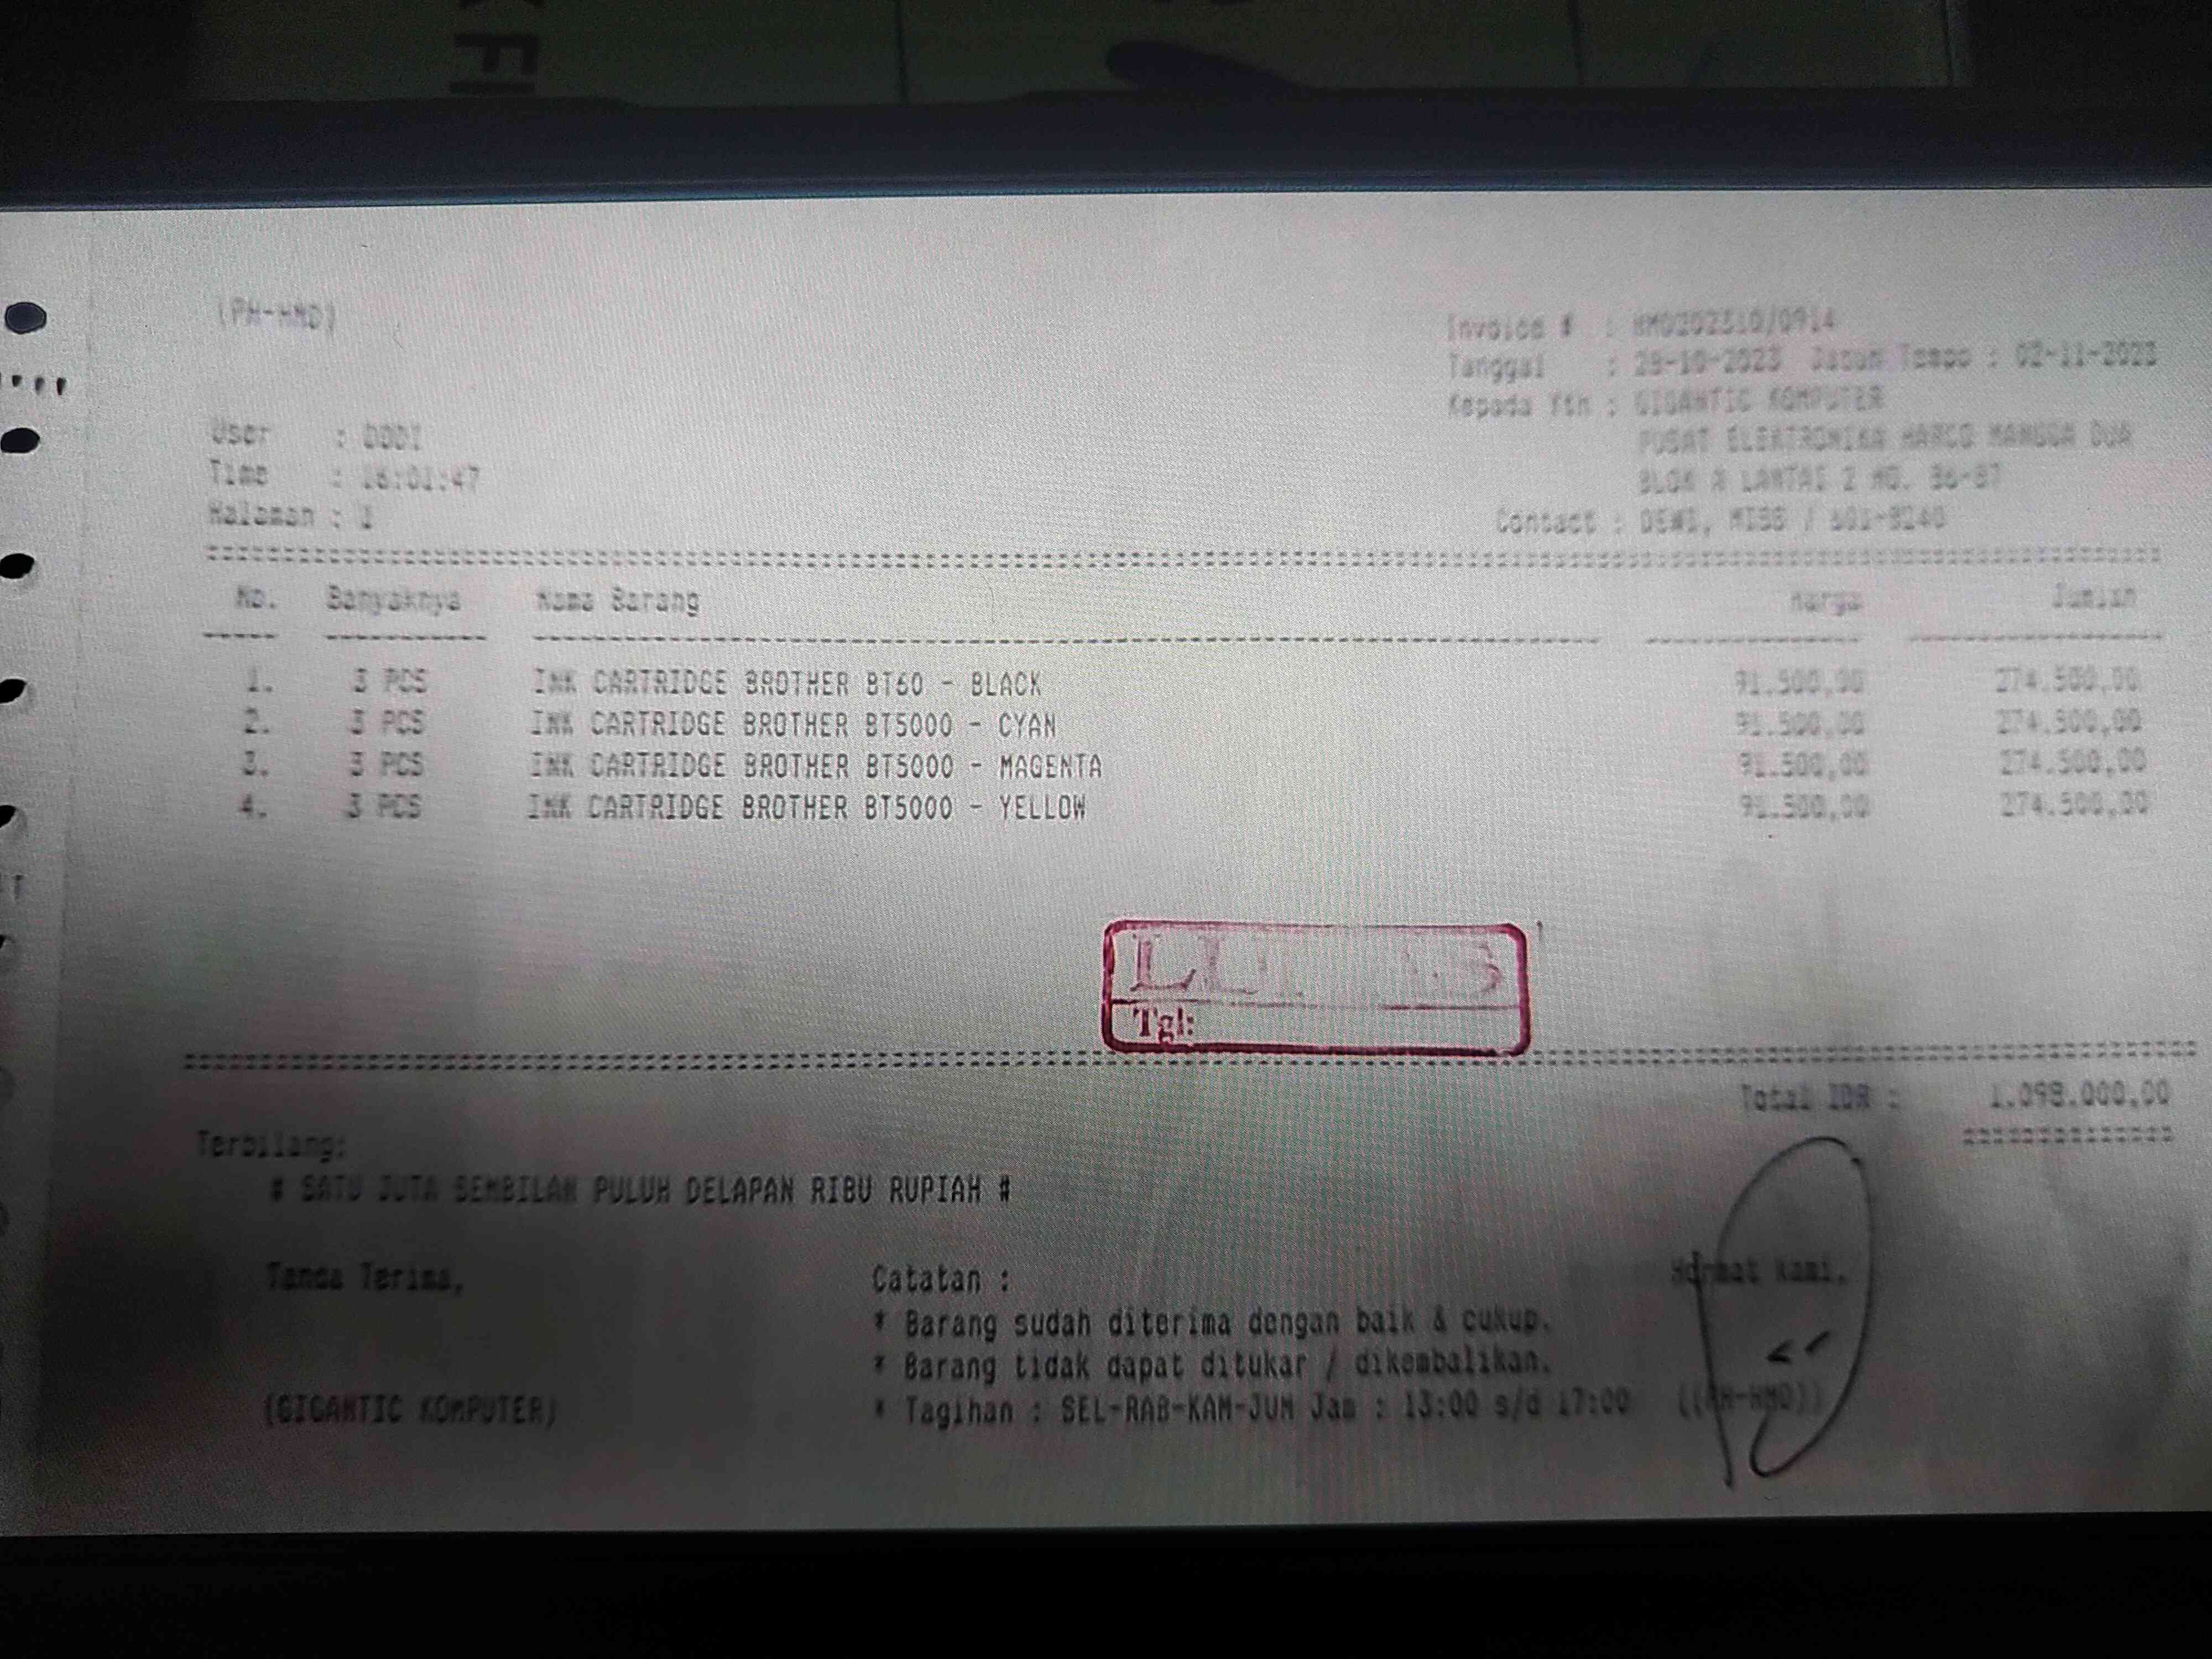 (PH-HMD)
Invoice # : HMD202310/0914
Tanggal : 28-10-2023 Jatuh Tempo : 02-11-2023
Kepada Yth : GIGANTIC KOMPUTER
PUSAT ELEKTRONIKA HARCO MANGGA DUA
BLOK A LANTAI 2 NO. 86-87
Contact : DEWI, MISS / 601-8240
User : DODI
Time : 16:01:47
Halaman : 1
No. Banyaknya Nama Barang Harga Jumlah
1. 3 PCS INK CARTRIDGE BROTHER BT60 - BLACK 91.500,00 274.500,00
2. 3 PCS INK CARTRIDGE BROTHER BT5000 - CYAN 91.500,00 274.500,00
3. 3 PCS INK CARTRIDGE BROTHER BT5000 - MAGENTA 91.500,00 274.500,00
4. 3 PCS INK CARTRIDGE BROTHER BT5000 - YELLOW 91.500,00 274.500,00
Tgl:
Total IDR : 1.098.000,00
Terbilang:
# SATU JUTA SEMBILAN PULUH DELAPAN RIBU RUPIAH #
Tanda Terima, Catatan : Hormat Kami,
* Barang sudah diterima dengan baik & cukup.
* Barang tidak dapat ditukar / dikembalikan.
(GIGANTIC KOMPUTER) * Tagihan : SEL-RAB-KAM-JUM Jam : 13:00 s/d 17:00 ((PH-HMD))